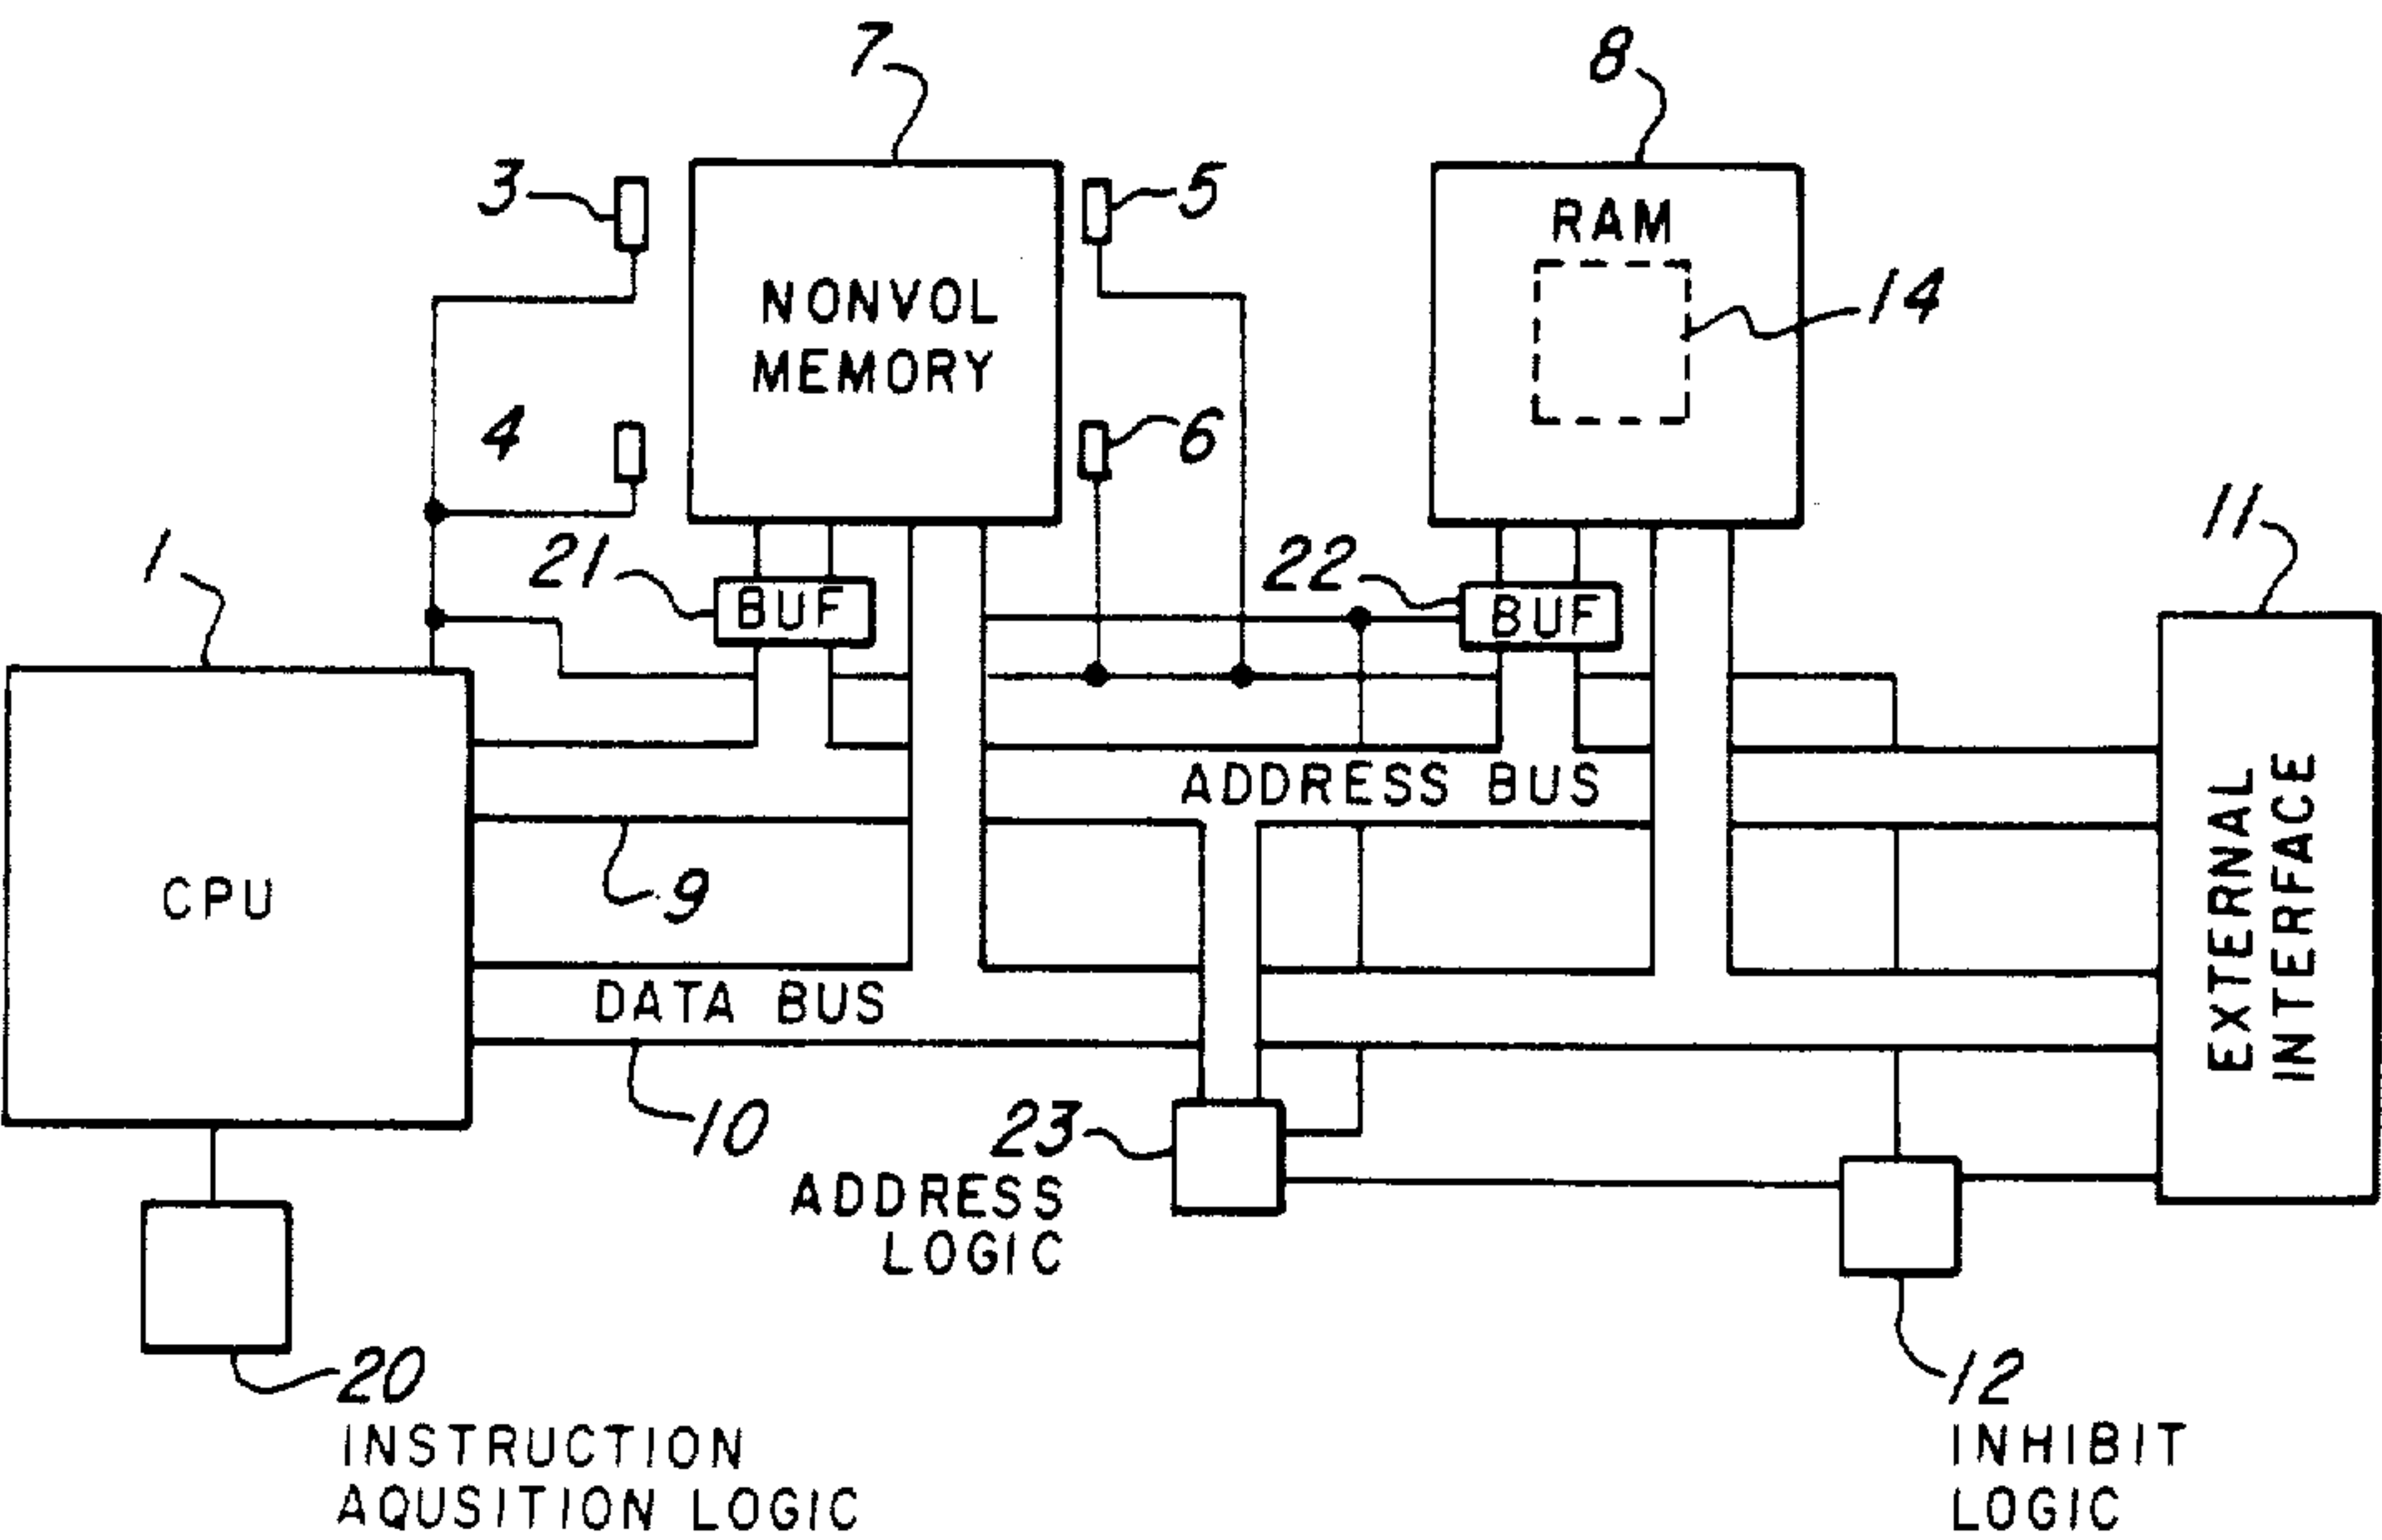 7
8
3
5
NONVOL
MEMORY
RAM
14
4
6
1
21
BUF
22
BUF
11
ADDRESS BUS
CPU
9
EXTERNAL
INTERFACE
DATA BUS
10
23
ADDRESS
LOGIC
20
INSTRUCTION
AQUSITION LOGIC
12
INHIBIT
LOGIC